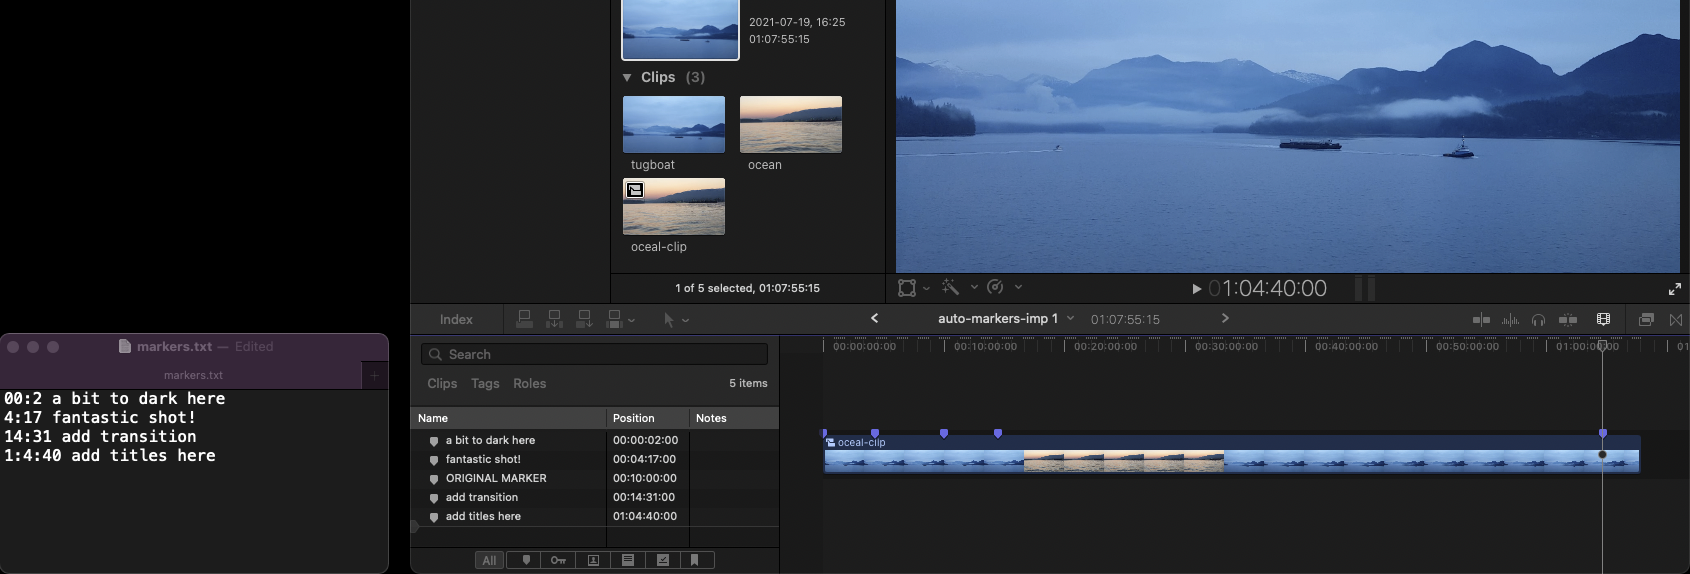 2021-07-19, 16:25
01:07:55:15
Clips (3)
tugboat
ocean
oceal-clip
1 of 5 selected, 01:07:55:15
01:04:40:00
Index
auto-markers-imp 1
01:07:55:15
markers.txt — Edited
markers.txt
00:2 a bit to dark here
4:17 fantastic shot!
14:31 add transition
1:4:40 add titles here
Search
Clips Tags Roles
5 items
Name Position Notes
a bit to dark here 00:00:02:00
fantastic shot! 00:04:17:00
ORIGINAL MARKER 00:10:00:00
add transition 00:14:31:00
add titles here 01:04:40:00
All
00:00:00:00 00:10:00:00 00:20:00:00 00:30:00:00 00:40:00:00 00:50:00:00 01:00:00:00 01
oceal-clip